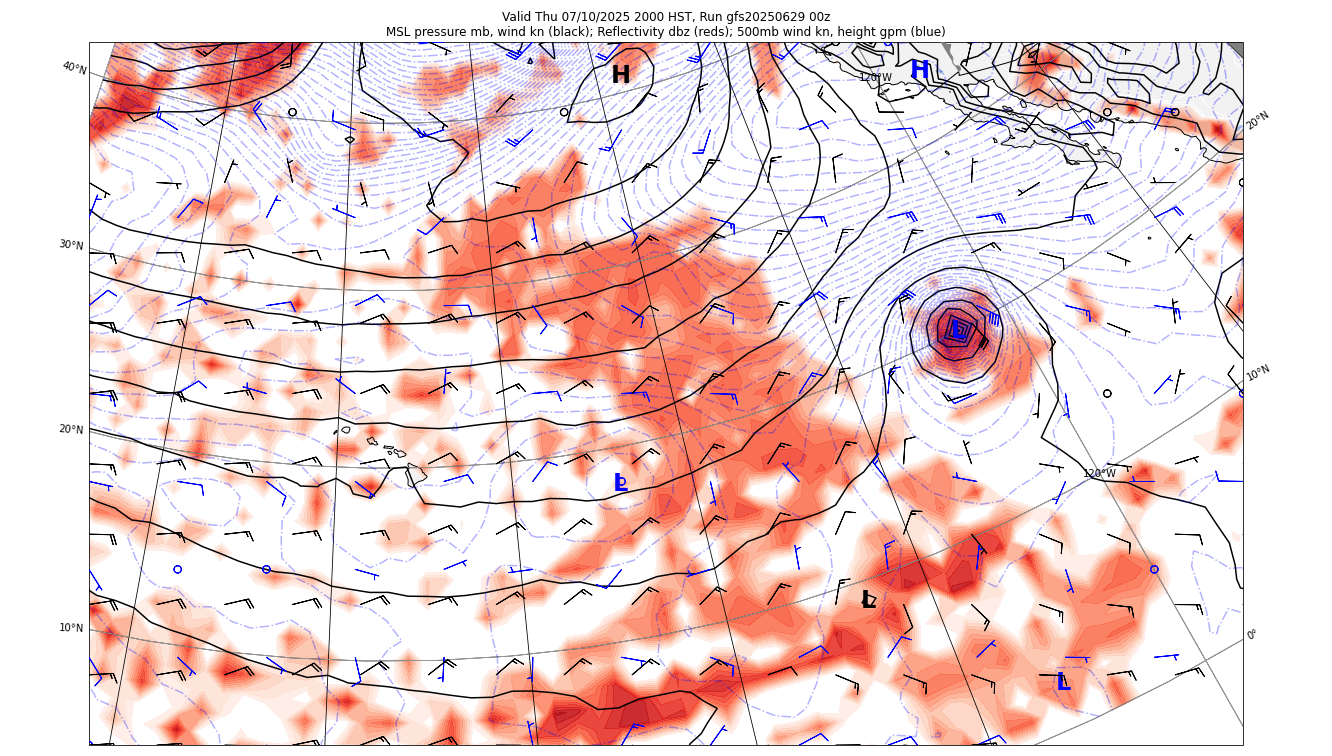 Valid Thu 07/10/2025 2000 HST, Run gfs20250629 00z
MSL pressure mb, wind kn (black); Reflectivity dbz (reds); 500mb wind kn, height gpm (blue)
40°N
H
H
120°W
20°N
30°N
L
10°N
20°N
120°W
L
L
10°N
0°
L